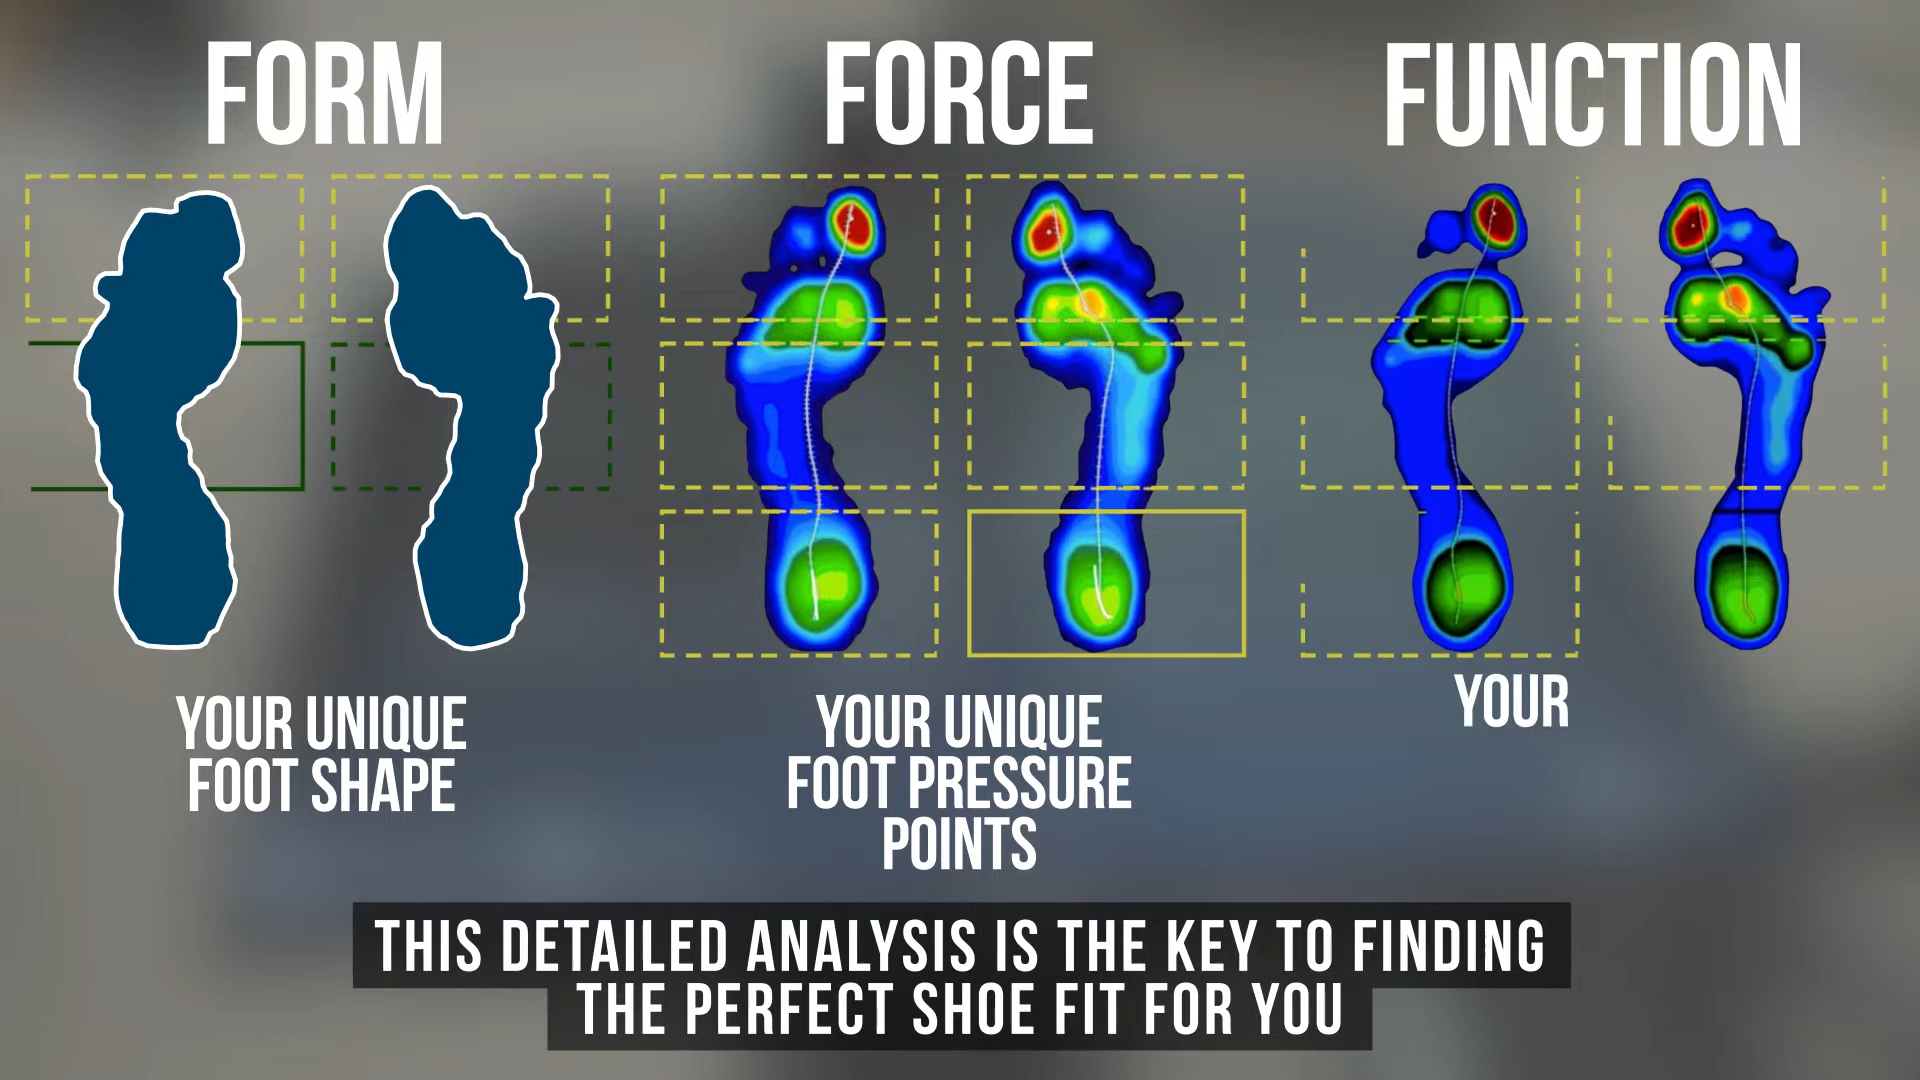 FORM
FORCE
FUNCTION
YOUR UNIQUE
FOOT SHAPE
YOUR UNIQUE
FOOT PRESSURE
POINTS
YOUR
THIS DETAILED ANALYSIS IS THE KEY TO FINDING
THE PERFECT SHOE FIT FOR YOU